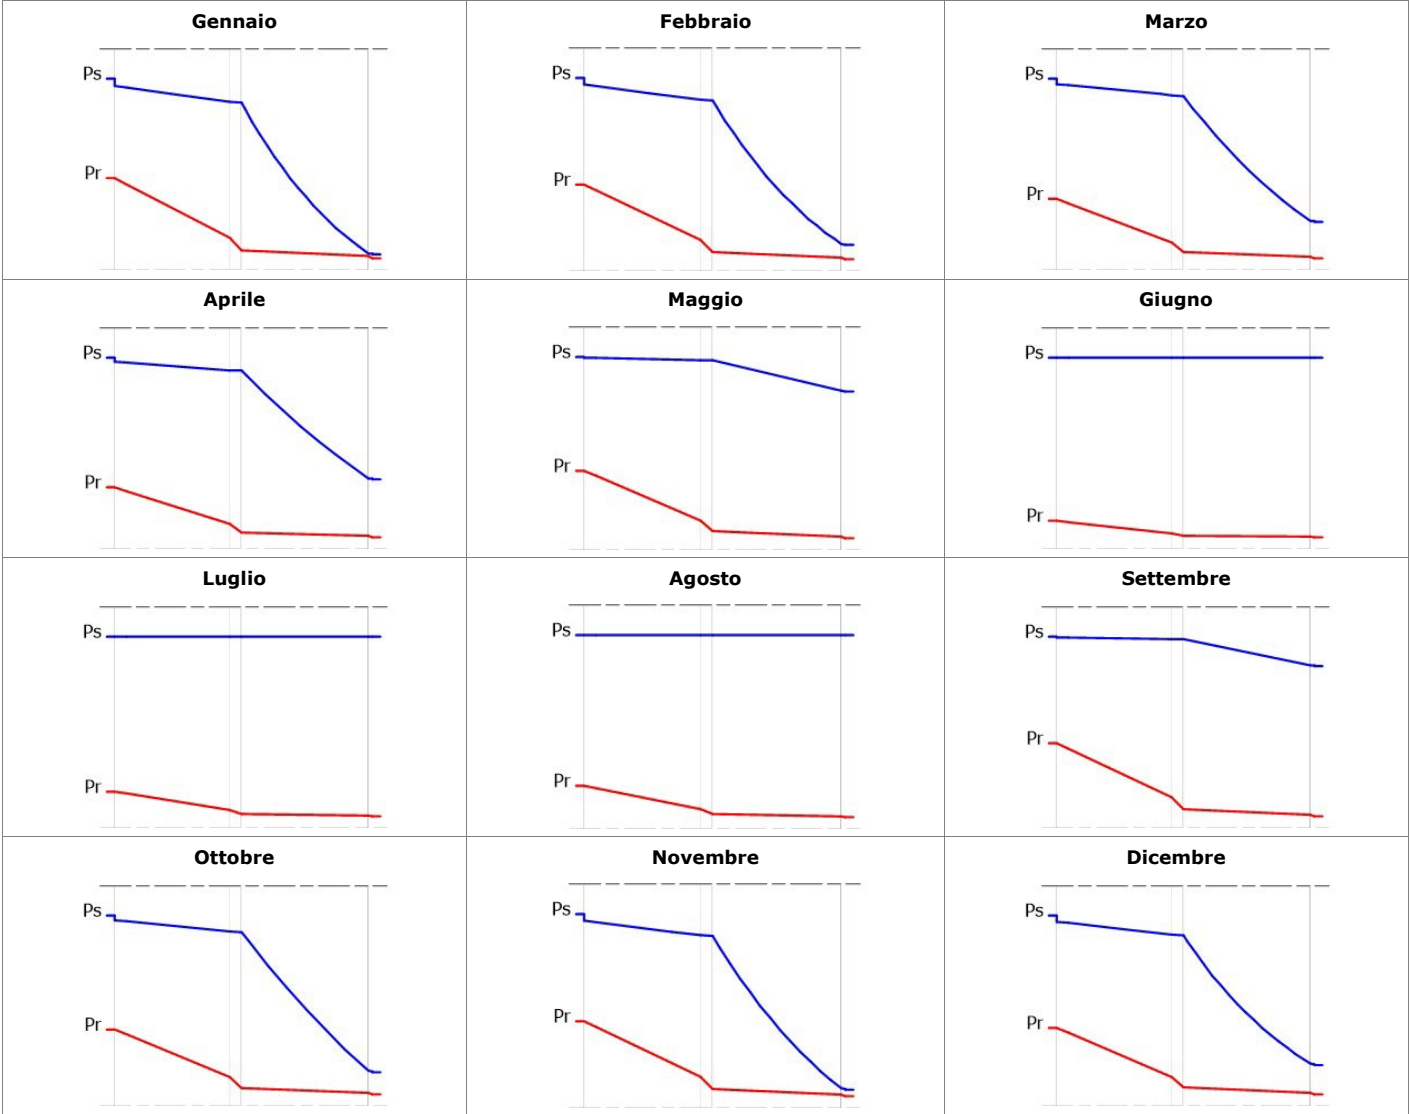 Gennaio
Febbraio
Marzo
Ps
Ps
Ps
Pr
Pr
Pr
Aprile
Maggio
Giugno
Ps
Ps
Ps
Pr
Pr
Pr
Luglio
Agosto
Settembre
Ps
Ps
Ps
Pr
Pr
Pr
Ottobre
Novembre
Dicembre
Ps
Ps
Ps
Pr
Pr
Pr